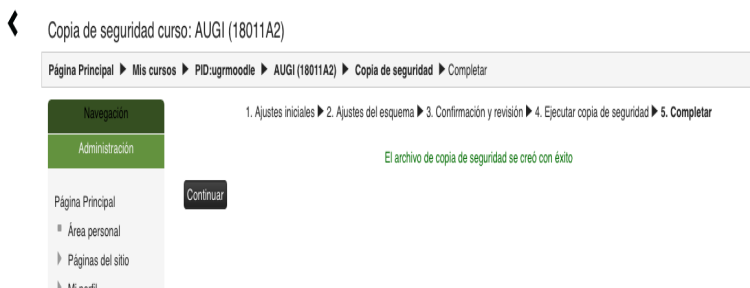 Copia de seguridad curso: AUGI (18011A2)
Página Principal ▶ Mis cursos ▶ PID:ugrmoodle ▶ AUGI (18011A2) ▶ Copia de seguridad ▶ Completar
Navegación
1. Ajustes iniciales ▶ 2. Ajustes del esquema ▶ 3. Confirmación y revisión ▶ 4. Ejecutar copia de seguridad ▶ 5. Completar
Administración
El archivo de copia de seguridad se creó con éxito
Continuar
Página Principal
Área personal
Páginas del sitio
Mi perfil